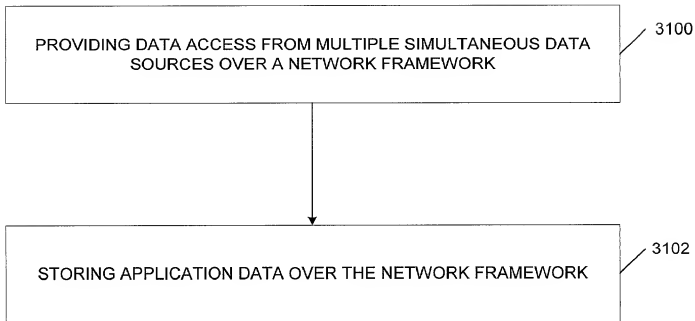 PROVIDING DATA ACCESS FROM MULTIPLE SIMULTANEOUS DATA
SOURCES OVER A NETWORK FRAMEWORK
3100
STORING APPLICATION DATA OVER THE NETWORK FRAMEWORK
3102